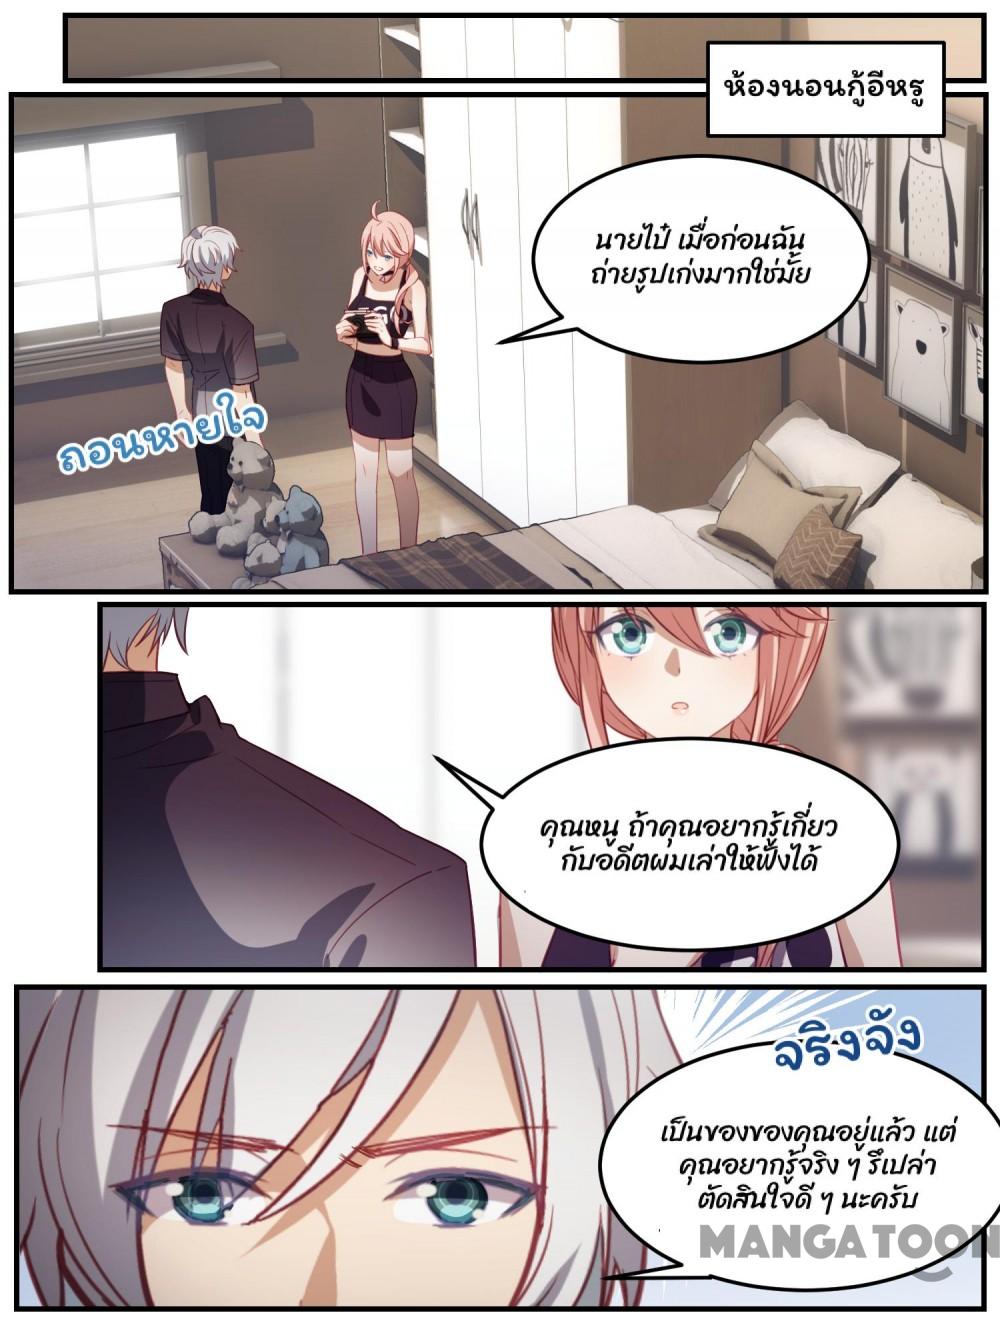 ห้องนอนกู้อีหรู
นายไป๋ เมื่อก่อนฉัน
ถ่ายรูปเก่งมากใช่มั้ย
ถอนหายใจ
คุณหนู ถ้าคุณอยากรู้เกี่ยว
กับอดีตผมเล่าให้ฟังได้
จริงจัง
เป็นของของคุณอยู่แล้ว แต่
คุณอยากรู้จริง ๆ รึเปล่า
ตัดสินใจดี ๆ นะครับ
MANGATOON